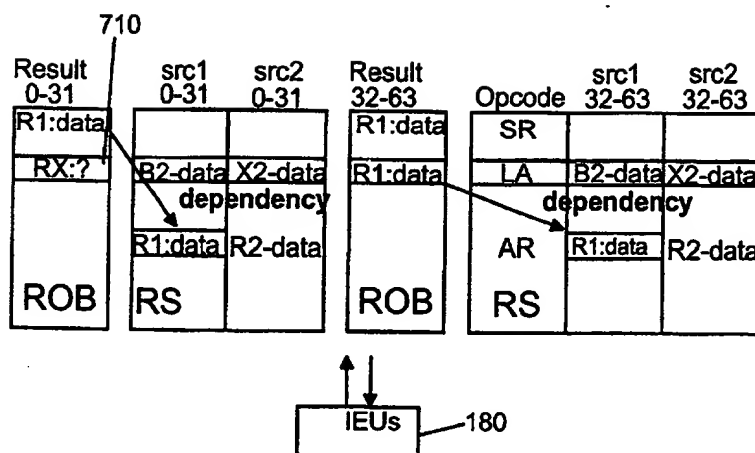 710
Result src1 src2 Result src1 src2
0-31 0-31 0-31 32-63 Opcode 32-63 32-63
R1:data R1:data SR
RX:? B2-data X2-data R1:data LA B2-data X2-data
dependency dependency
R1:data R2-data AR R1:data R2-data
ROB RS ROB RS
IEUs 180